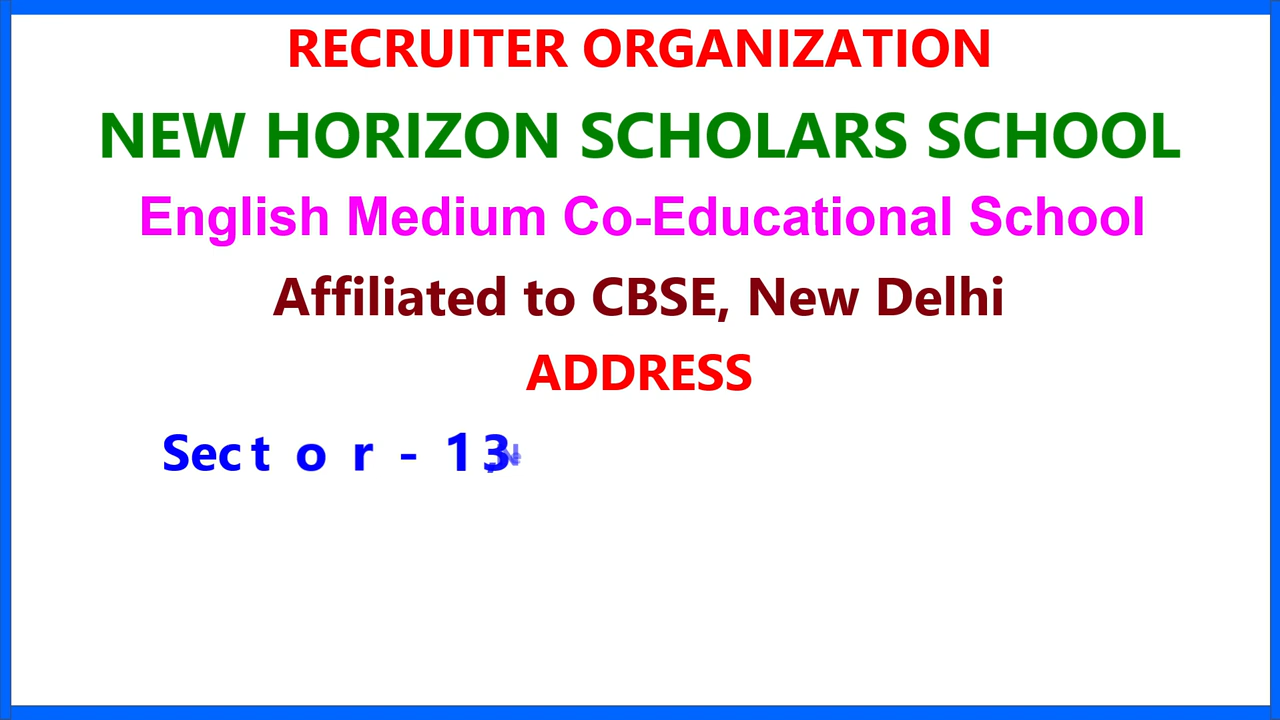 RECRUITER ORGANIZATION
NEW HORIZON SCHOLARS SCHOOL
English Medium Co-Educational School
Affiliated to CBSE, New Delhi
ADDRESS
Sector-13